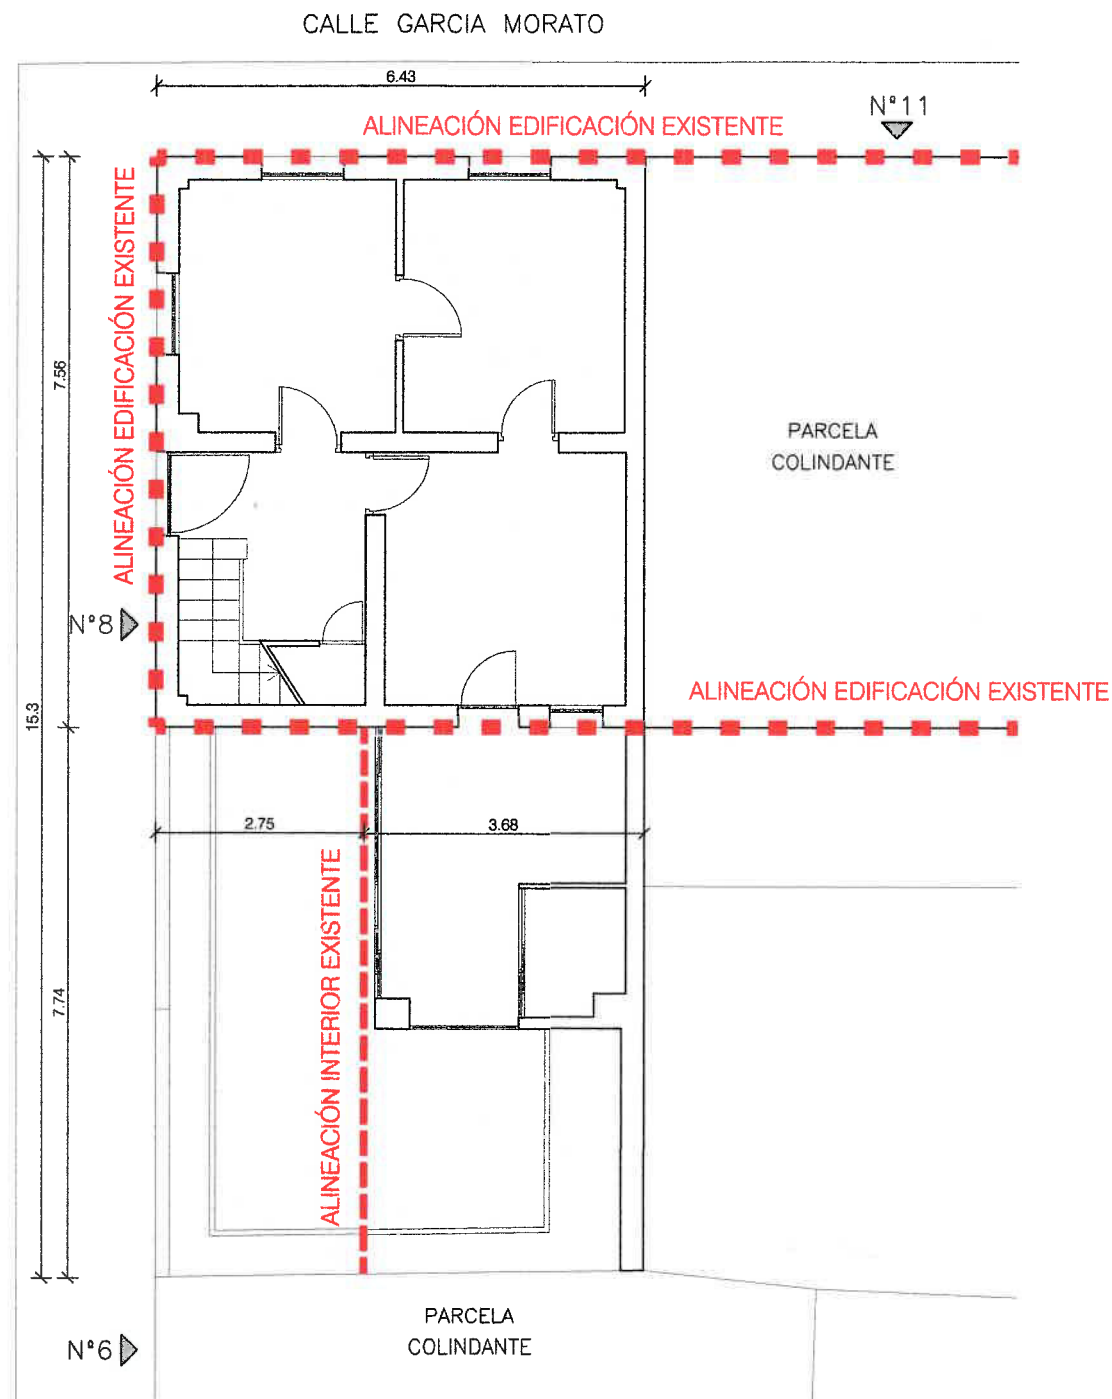 CALLE GARCIA MORATO
6.43
Nº11
ALINEACIÓN EDIFICACIÓN EXISTENTE
ALINEACIÓN EDIFICACIÓN EXISTENTE
7.56
PARCELA
COLINDANTE
Nº8
ALINEACIÓN EDIFICACIÓN EXISTENTE
15.3
2.75
3.68
ALINEACIÓN INTERIOR EXISTENTE
7.74
PARCELA
COLINDANTE
Nº6